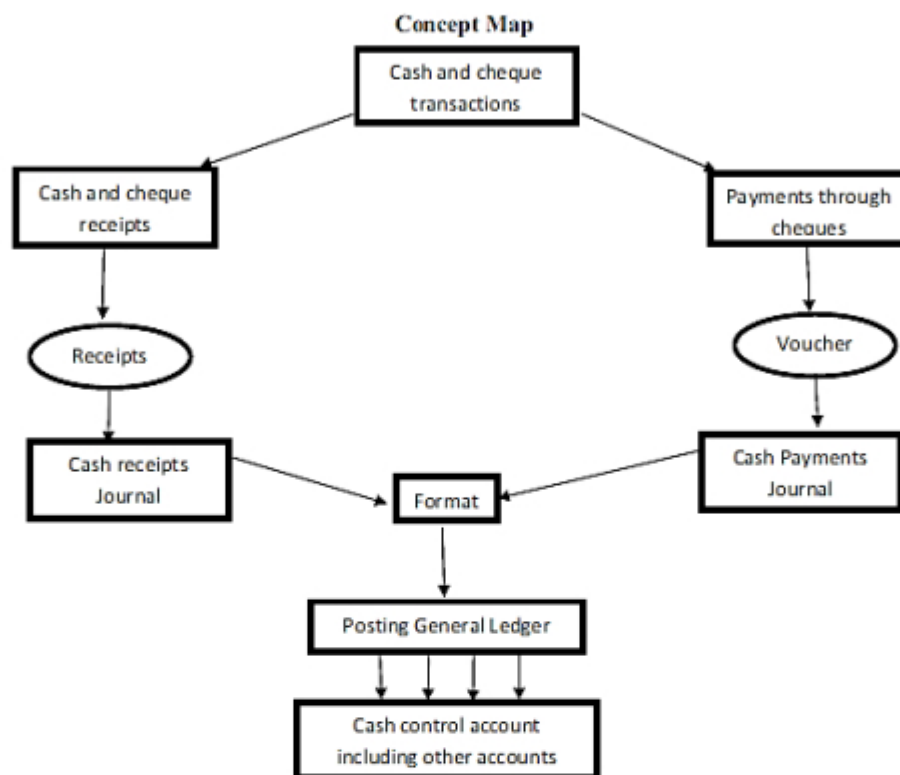 Concept Map
Cash and cheque
transactions
Cash and cheque
receipts
Payments through
cheques
Receipts
Voucher
Cash receipts
Journal
Cash Payments
Journal
Format
Posting General Ledger
Cash control account
including other accounts